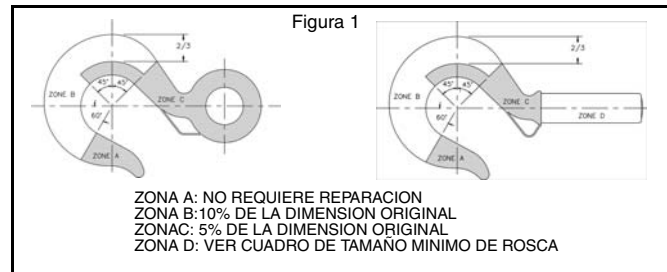 Figura 1
2/3
45° 45°
ZONE B
ZONE C
60°
ZONE A
2/3
45° 45°
ZONE B
ZONE C
ZONE D
60°
ZONE A
ZONA A: NO REQUIERE REPARACION
ZONA B:10% DE LA DIMENSION ORIGINAL
ZONAC: 5% DE LA DIMENSION ORIGINAL
ZONA D: VER CUADRO DE TAMAÑO MINIMO DE ROSCA